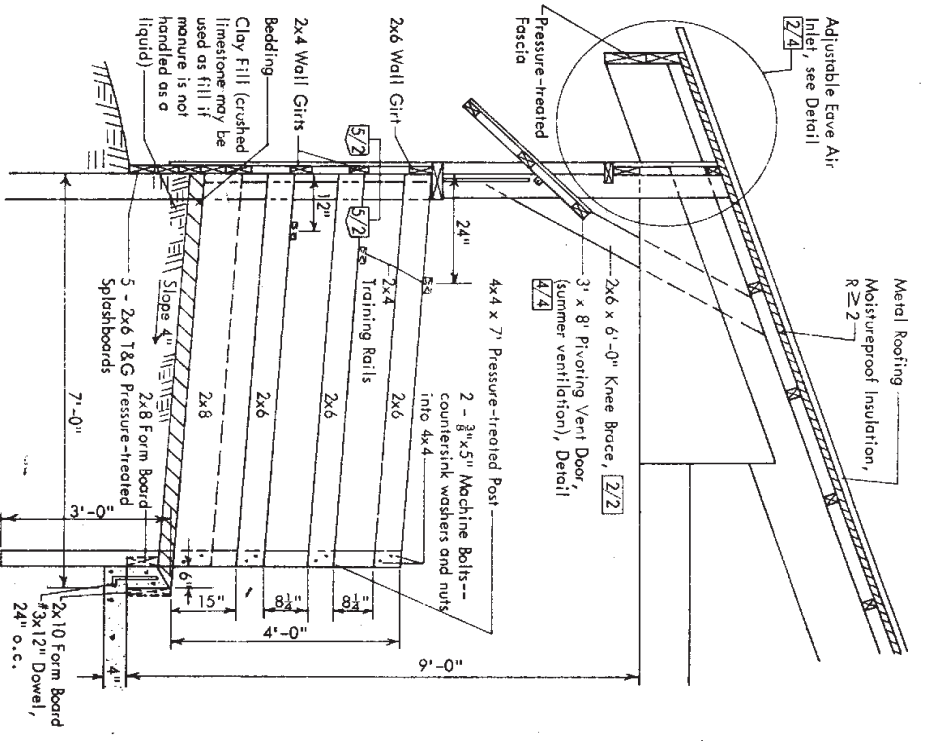 Adjustable Eave Air
Inlet, see Detail
2/4
Pressure-treated
Fascia
2x6 Wall Girt
2x4 Wall Girts
Bedding
Clay Fill (crushed
limestone may be
used as fill if
manure is not
handled as a
liquid)
Metal Roofing
Moistureproof Insulation,
R ≥ 2
2x6 x 6'-0" Knee Brace, 2/2
3' x 8' Pivoting Vent Door,
(summer ventilation), Detail
4/4
4x4 x 7' Pressure-treated Post
2 - 3/8"x5" Machine Bolts--
countersink washers and nuts
into 4x4
24"
12"
5/2
5/2
2x4
Training Rails
2x6
2x6
2x6
2x8
Slope 4"
2x8 Form Board
5 - 2x6 T&G Pressure-treated
Splashboards
7'-0"
3'-0"
6"
15"
8¼"
8¼"
4'-0"
9'-0"
4"
2x10 Form Board
#3x12" Dowel,
24" o.c.